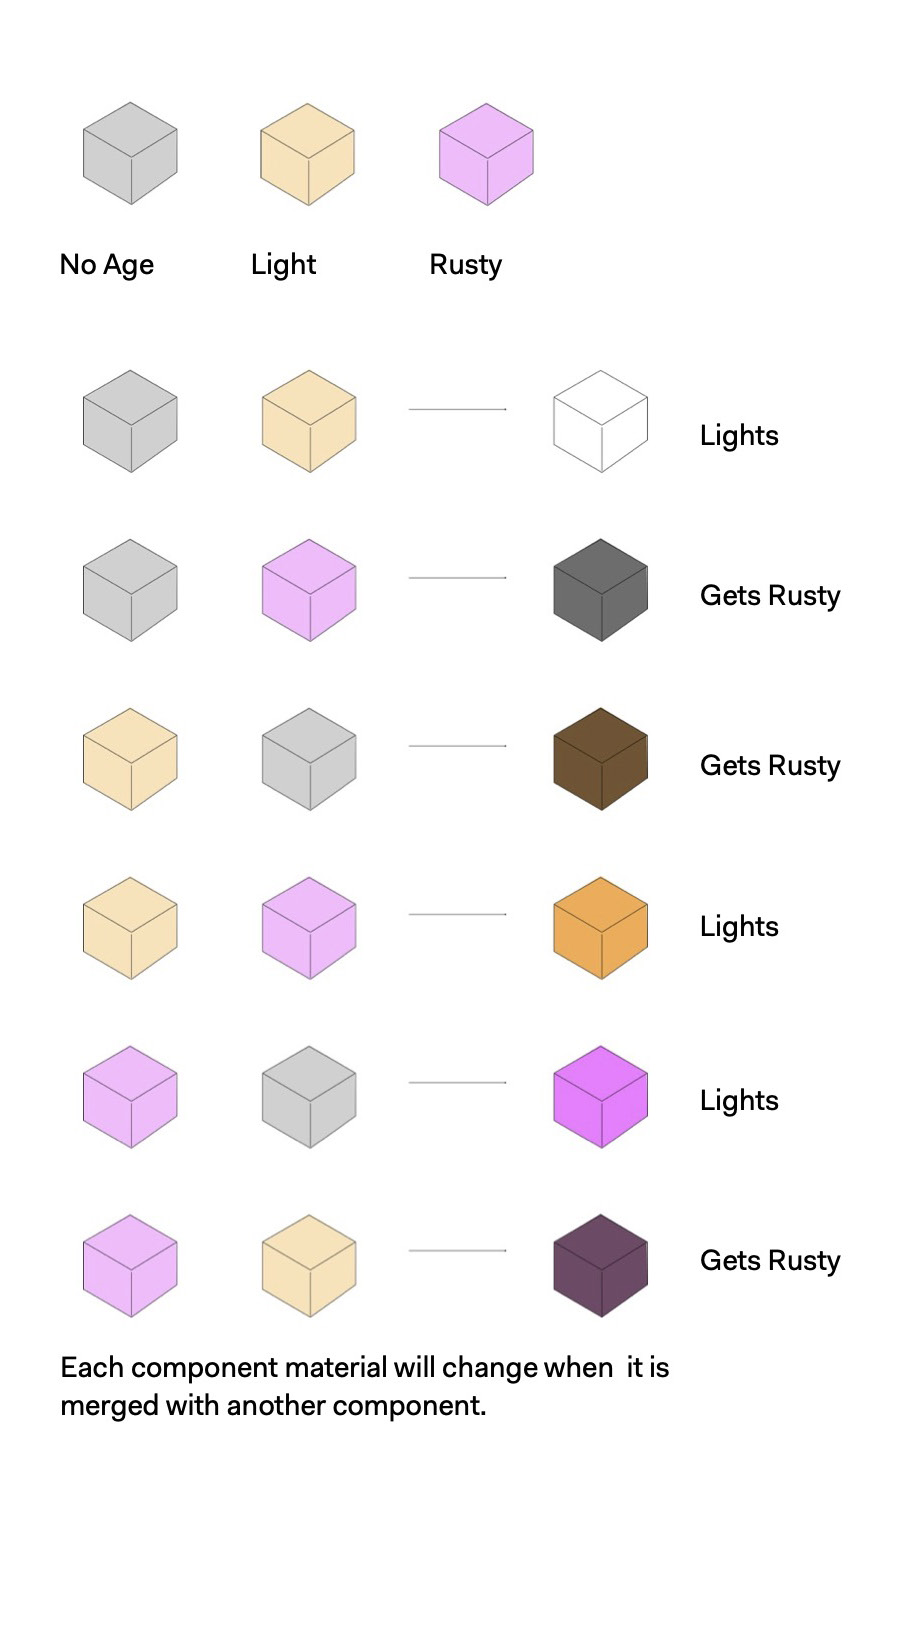 No Age Light Rusty
Lights
Gets Rusty
Gets Rusty
Lights
Lights
Gets Rusty
Each component material will change when it is
merged with another component.